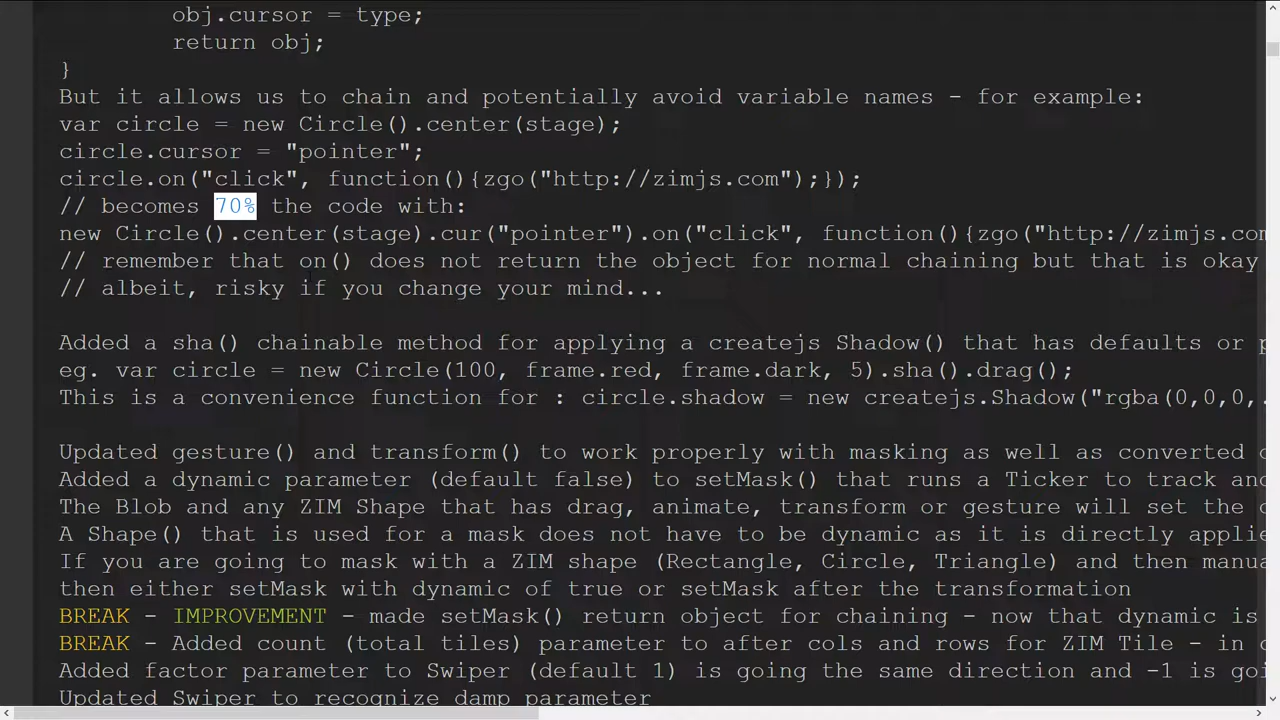 obj.cursor = type;
return obj;
}
But it allows us to chain and potentially avoid variable names - for example:
var circle = new Circle().center(stage);
circle.cursor = "pointer";
circle.on("click", function(){zgo("http://zimjs.com");});
// becomes 70% the code with:
new Circle().center(stage).cur("pointer").on("click", function(){zgo("http://zimjs.com
// remember that on() does not return the object for normal chaining but that is okay
// albeit, risky if you change your mind...
Added a sha() chainable method for applying a createjs Shadow() that has defaults or p
eg. var circle = new Circle(100, frame.red, frame.dark, 5).sha().drag();
This is a convenience function for : circle.shadow = new createjs.Shadow("rgba(0,0,0,.
Updated gesture() and transform() to work properly with masking as well as converted
Added a dynamic parameter (default false) to setMask() that runs a Ticker to track and
The Blob and any ZIM Shape that has drag, animate, transform or gesture will set the
A Shape() that is used for a mask does not have to be dynamic as it is directly applie
If you are going to mask with a ZIM shape (Rectangle, Circle, Triangle) and then manua
then either setMask with dynamic of true or setMask after the transformation
BREAK - IMPROVEMENT - made setMask() return object for chaining - now that dynamic is
BREAK - Added count (total tiles) parameter to after cols and rows for ZIM Tile - in
Added factor parameter to Swiper (default 1) is going the same direction and -1 is goi
Updated Swiper to recognize damp parameter